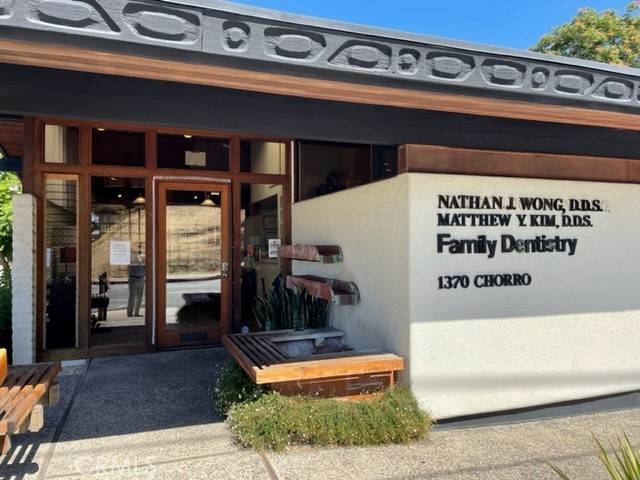 NATHAN J. WONG, D.D.S.
MATTHEW Y. KIM, D.D.S.
Family Dentistry
1370 CHORRO
CRMLS